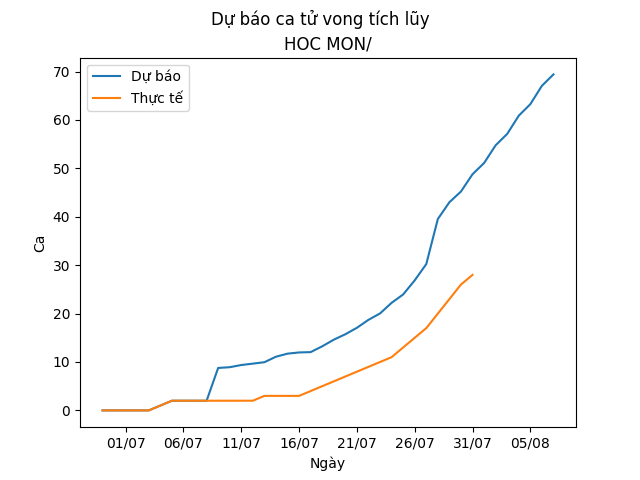 Dự báo ca tử vong tích lũy
HOC MON/
Dự báo
Thực tế
Ca
70
60
50
40
30
20
10
0
01/07 06/07 11/07 16/07 21/07 26/07 31/07 05/08
Ngày